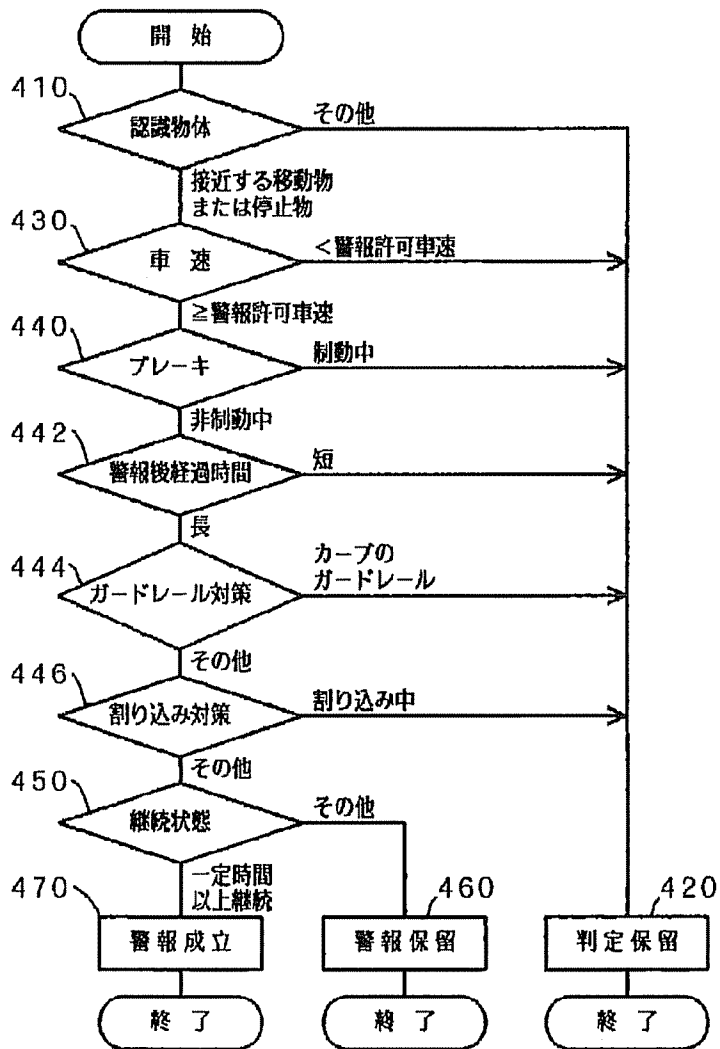 開始
410
認識物体
その他
接近する移動物
または停止物
430
車速
<警報許可車速
≧警報許可車速
440
ブレーキ
制動中
非制動中
442
警報後経過時間
短
長
444
ガードレール対策
カーブの
ガードレール
その他
446
割り込み対策
割り込み中
その他
450
継続状態
その他
一定時間
以上継続
470
警報成立
460
警報保留
420
判定保留
終了
終了
終了